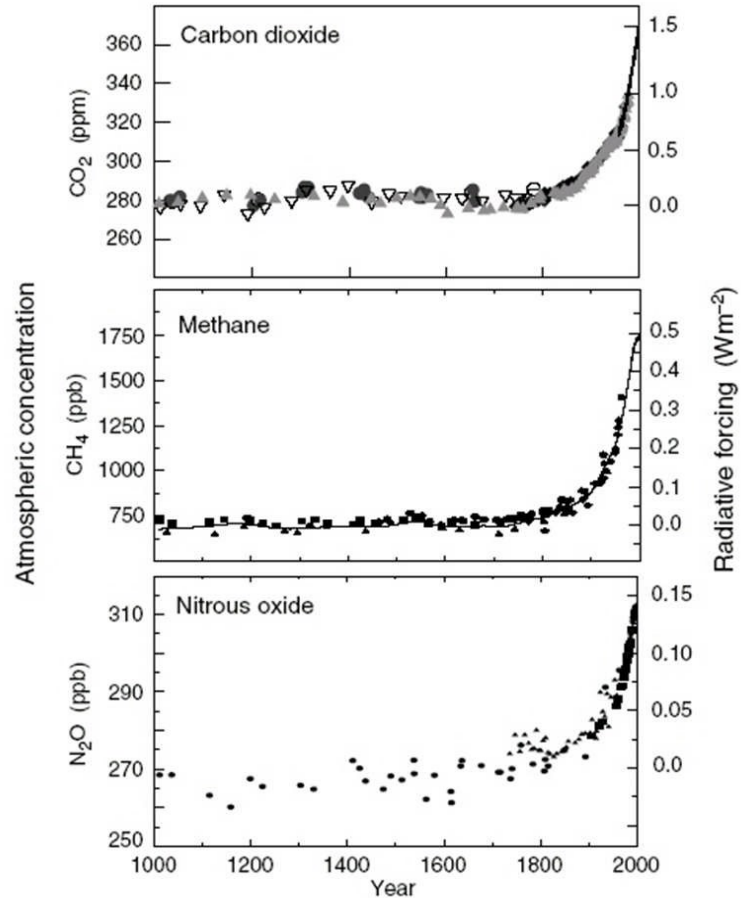 Atmospheric concentration
Radiative forcing (Wm⁻²)
Carbon dioxide
CO₂ (ppm)
360
340
320
300
280
260
1.5
1.0
0.5
0.0
Methane
CH₄ (ppb)
1750
1500
1250
1000
750
0.5
0.4
0.3
0.2
0.1
0.0
Nitrous oxide
N₂O (ppb)
310
290
270
250
0.15
0.10
0.05
0.0
1000 1200 1400 1600 1800 2000
Year